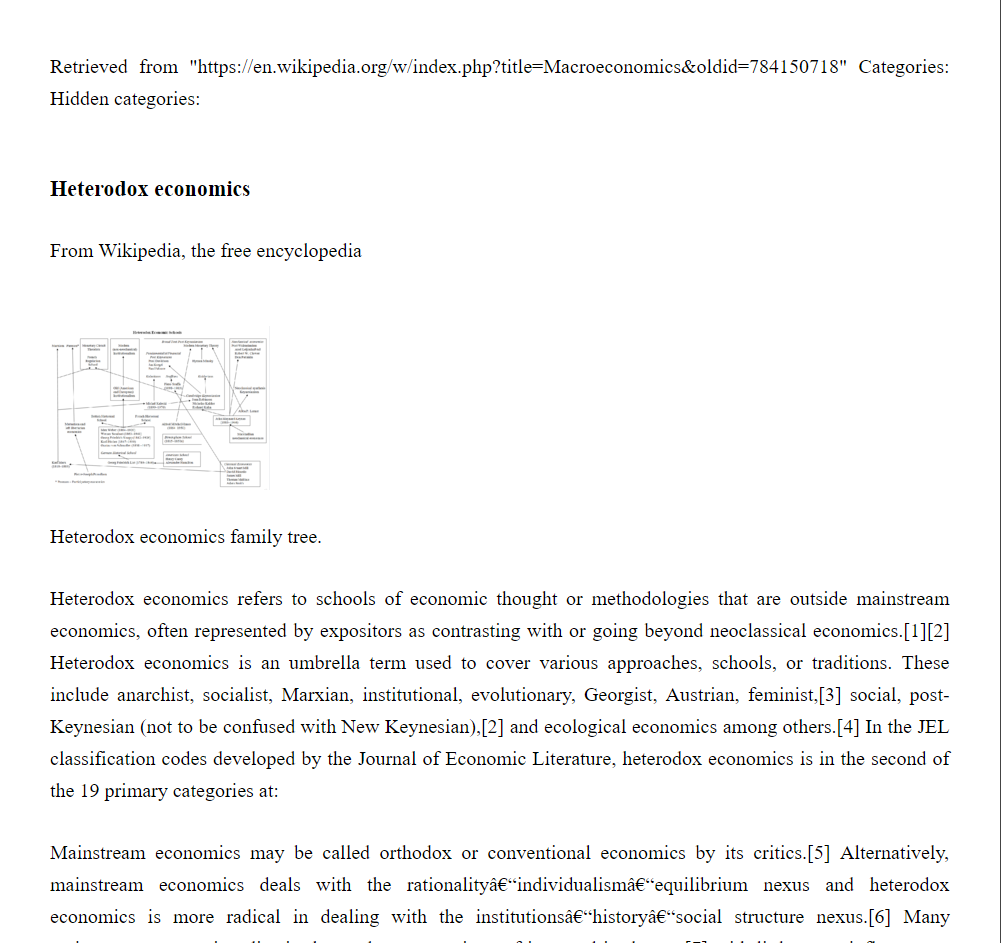 Retrieved from "https://en.wikipedia.org/w/index.php?title=Macroeconomics&oldid=784150718" Categories:
Hidden categories:
Heterodox economics
From Wikipedia, the free encyclopedia
Heterodox economics family tree.
Heterodox economics refers to schools of economic thought or methodologies that are outside mainstream
economics, often represented by expositors as contrasting with or going beyond neoclassical economics.[1][2]
Heterodox economics is an umbrella term used to cover various approaches, schools, or traditions. These
include anarchist, socialist, Marxian, institutional, evolutionary, Georgist, Austrian, feminist,[3] social, post-
Keynesian (not to be confused with New Keynesian),[2] and ecological economics among others.[4] In the JEL
classification codes developed by the Journal of Economic Literature, heterodox economics is in the second of
the 19 primary categories at:
Mainstream economics may be called orthodox or conventional economics by its critics.[5] Alternatively,
mainstream economics deals with the rationalityâ€“individualismâ€“equilibrium nexus and heterodox
economics is more radical in dealing with the institutionsâ€“historyâ€“social structure nexus.[6] Many